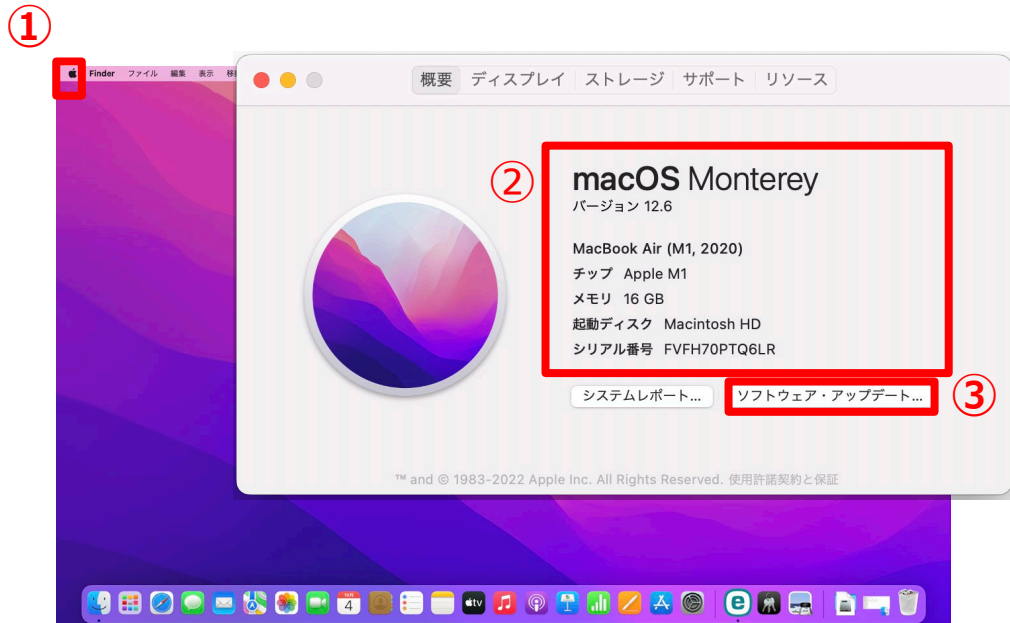 ①
Finder ファイル 編集 表示
概要 ディスプレイ ストレージ サポート リソース
②
macOS Monterey
バージョン 12.6
MacBook Air (M1, 2020)
チップ Apple M1
メモリ 16 GB
起動ディスク Macintosh HD
シリアル番号 FVFH70PTQ6LR
システムレポート... ソフトウェア・アップデート...
③
™ and © 1983-2022 Apple Inc. All Rights Reserved. 使用許諾契約と保証
10月
4
tv